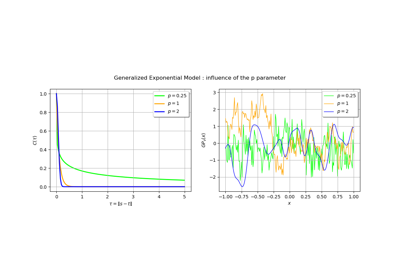 Generalized Exponential Model : influence of the p parameter
p = 0.25
p = 1
p = 2
1.0
0.8
0.6
0.4
0.2
0.0
C(τ)
0 1 2 3 4 5
τ = ||s − t||
p = 0.25
p = 1
p = 2
3
2
1
0
−1
−2
GP_p(x)
−1.00 −0.75 −0.50 −0.25 0.00 0.25 0.50 0.75 1.00
x